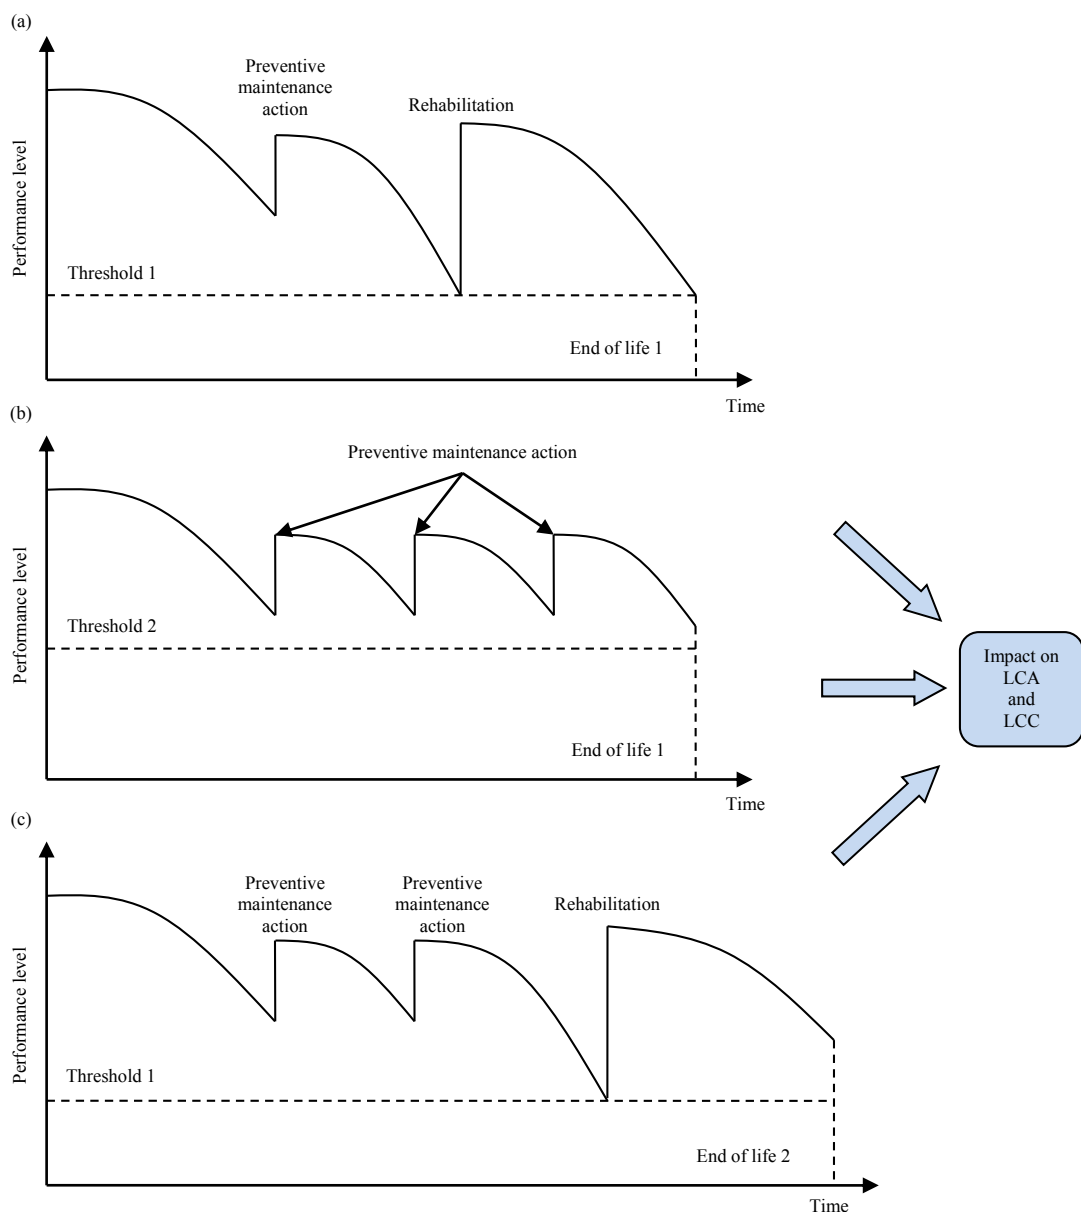 (a)
Preventive
maintenance
action
Rehabilitation
Performance level
Threshold 1
End of life 1
Time
(b)
Preventive maintenance action
Performance level
Threshold 2
End of life 1
Time
Impact on
LCA
and
LCC
(c)
Preventive
maintenance
action
Preventive
maintenance
action
Rehabilitation
Performance level
Threshold 1
End of life 2
Time